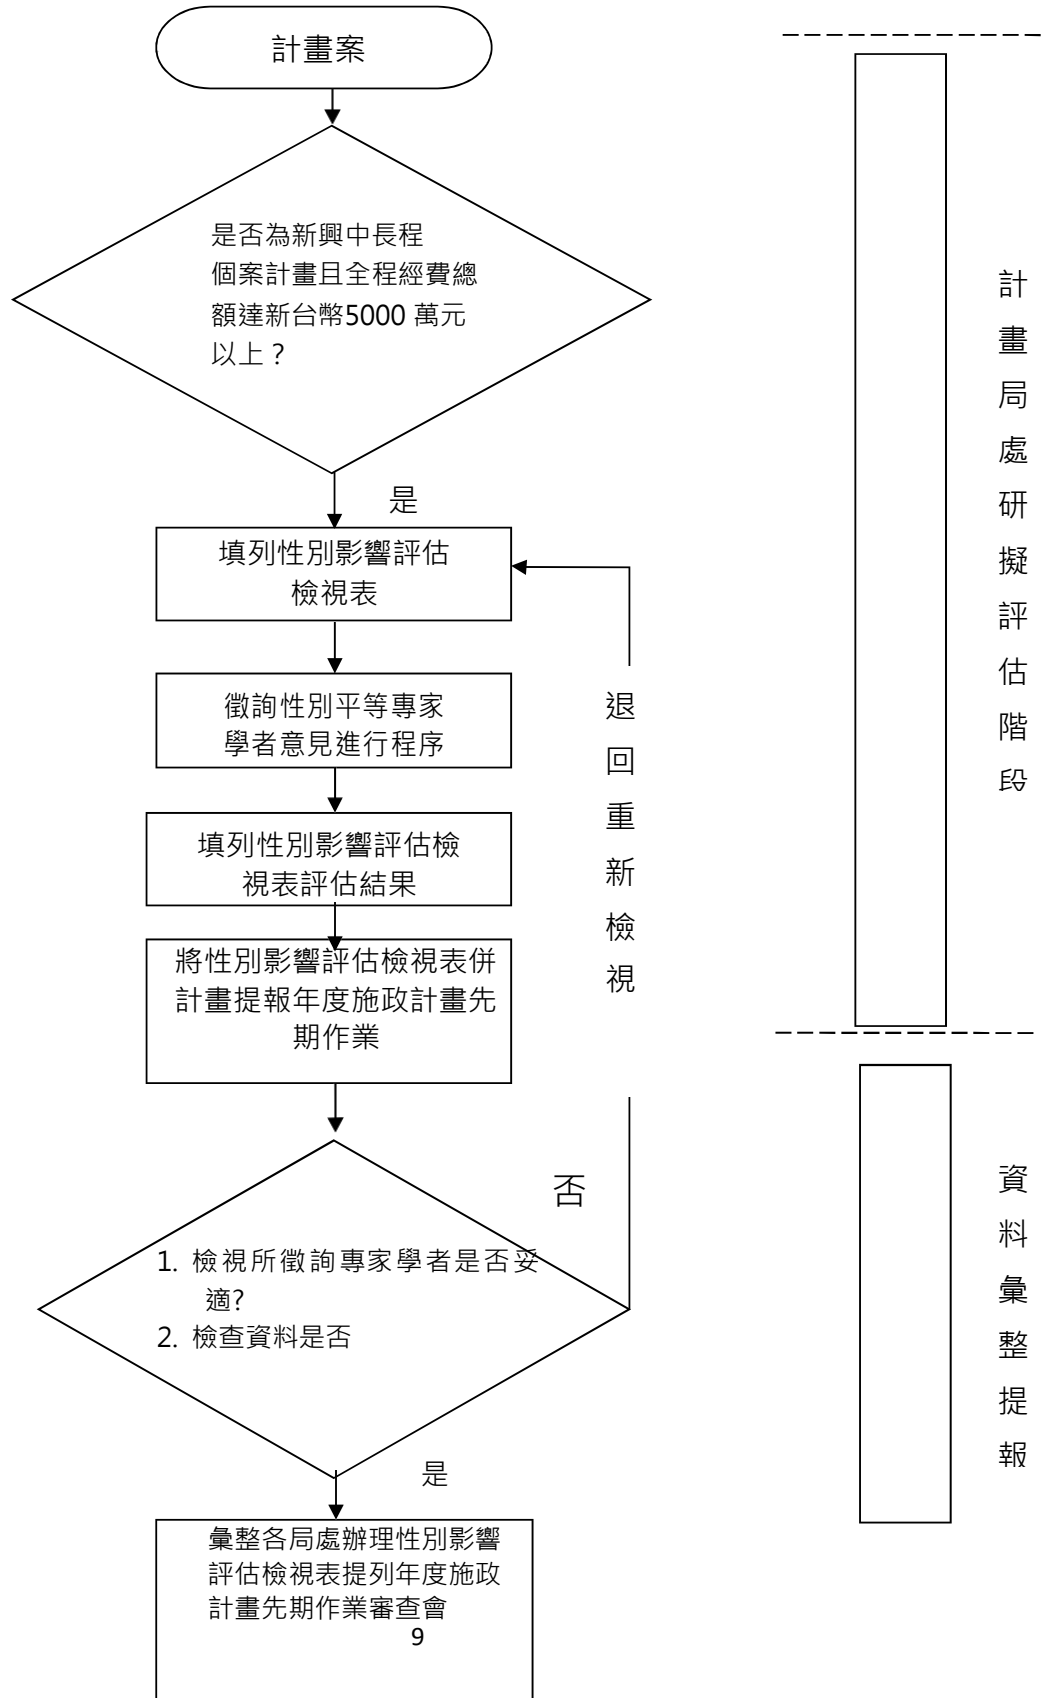 計畫案
是否為新興中長程
個案計畫且全程經費總
額達新台幣5000 萬元
以上？
是
填列性別影響評估
檢視表
徵詢性別平等專家
學者意見進行程序
填列性別影響評估檢
視表評估結果
將性別影響評估檢視表併
計畫提報年度施政計畫先
期作業
退回重新檢視
否
1. 檢視所徵詢專家學者是否妥
適?
2. 檢查資料是否
是
彙整各局處辦理性別影響
評估檢視表提列年度施政
計畫先期作業審查會
9
計畫局處研擬評估階段
資料彙整提報